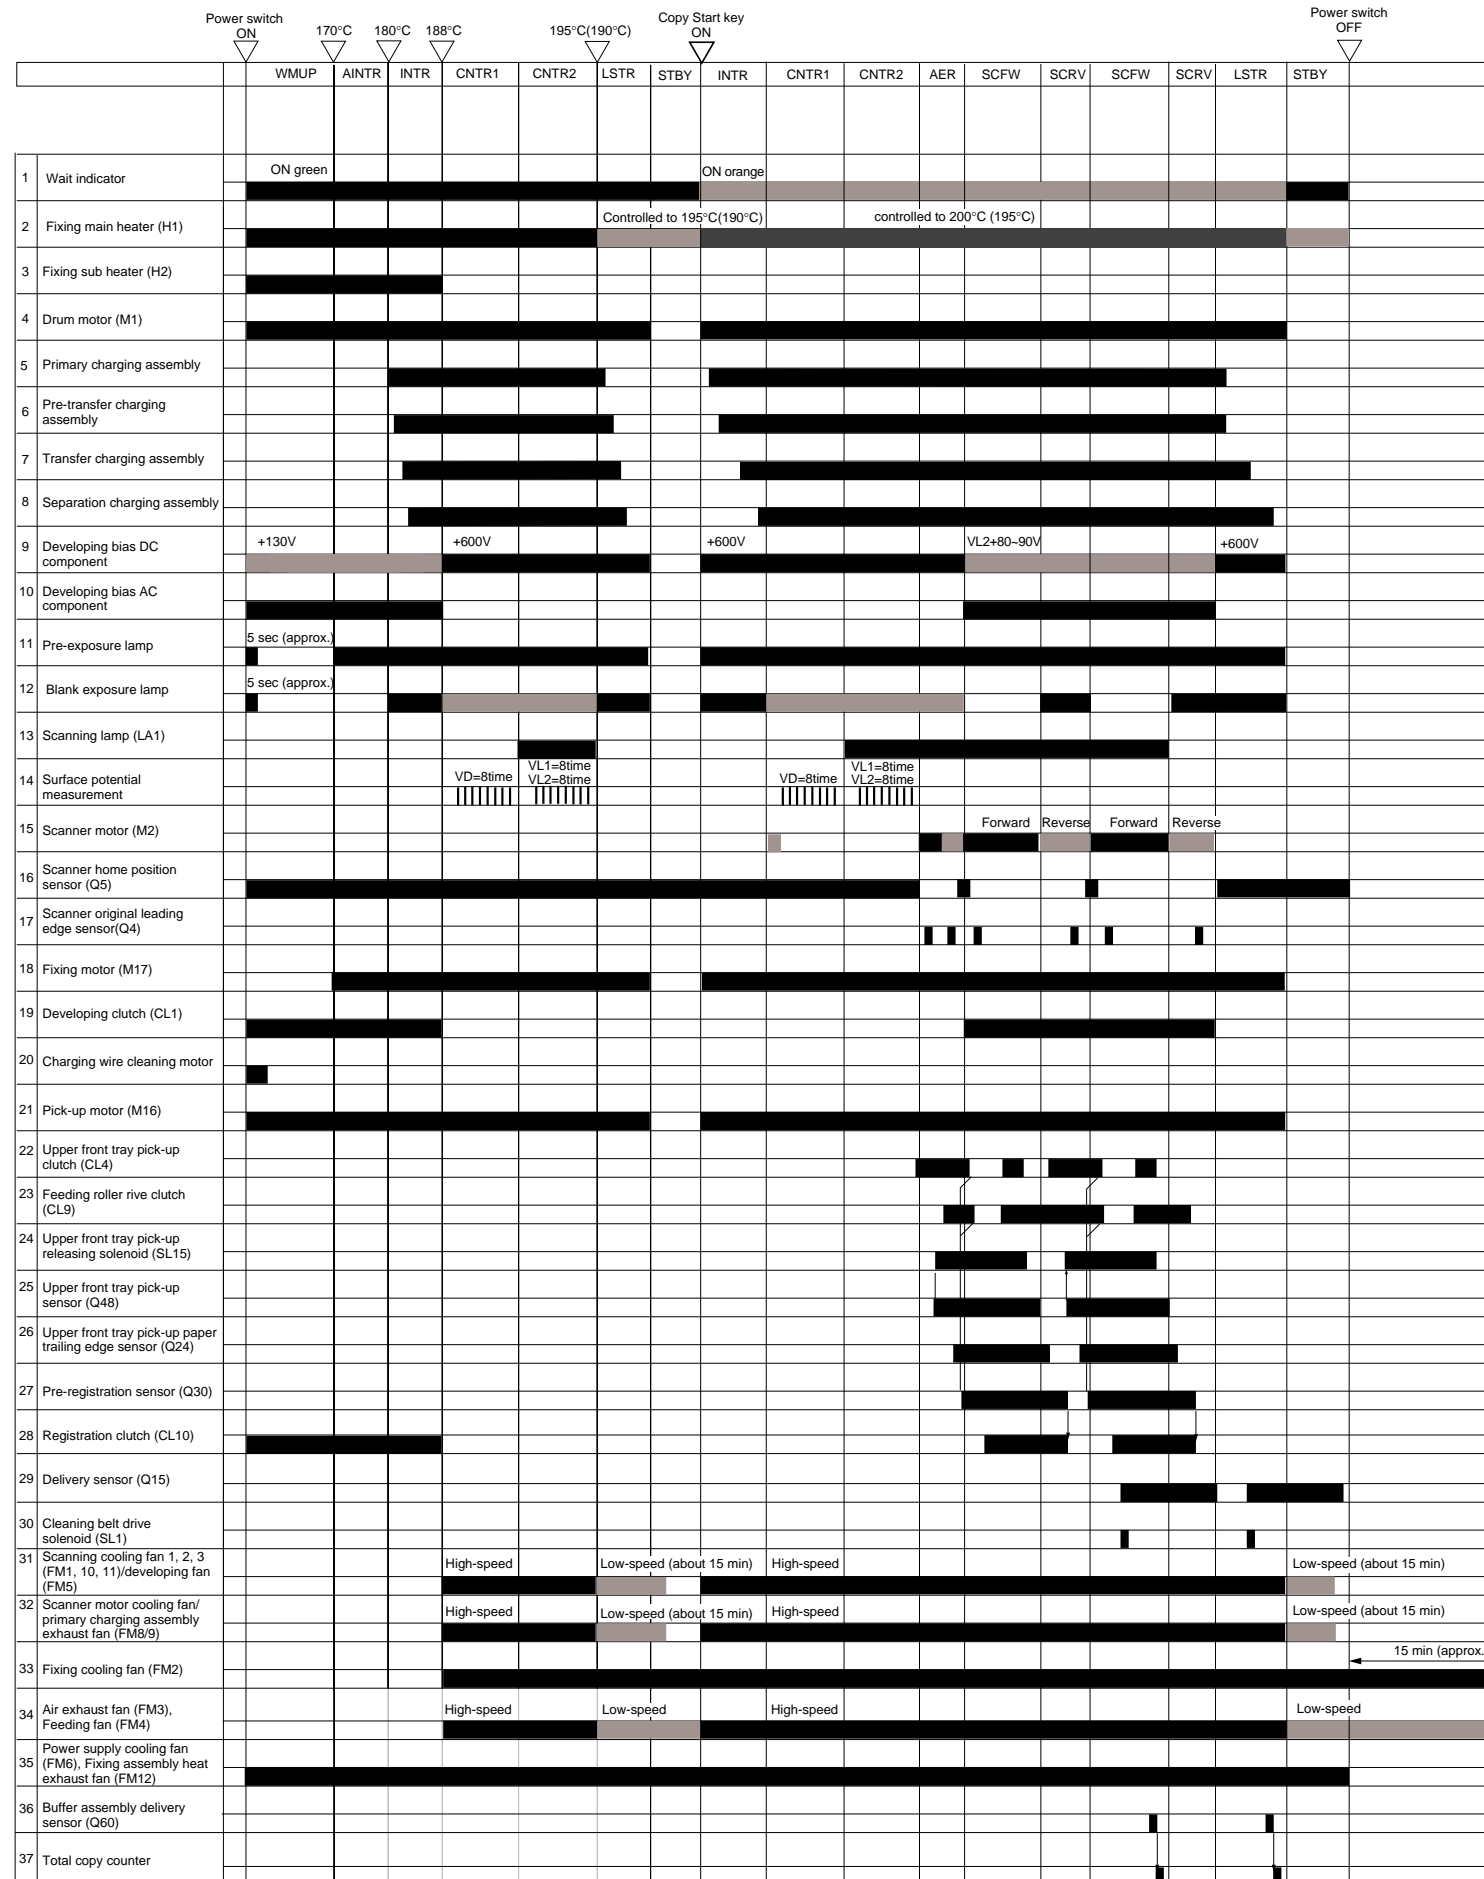 Power switch
ON
170°C
180°C
188°C
195°C(190°C)
Copy Start key
ON
Power switch
OFF
WMUP AINTR INTR CNTR1 CNTR2 LSTR STBY INTR CNTR1 CNTR2 AER SCFW SCRV SCFW SCRV LSTR STBY
1 Wait indicator
ON green
ON orange
2 Fixing main heater (H1)
Controlled to 195°C(190°C)
controlled to 200°C (195°C)
3 Fixing sub heater (H2)
4 Drum motor (M1)
5 Primary charging assembly
6 Pre-transfer charging
assembly
7 Transfer charging assembly
8 Separation charging assembly
9 Developing bias DC
component
+130V
+600V
+600V
VL2+80~90V
+600V
10 Developing bias AC
component
11 Pre-exposure lamp
5 sec (approx.)
12 Blank exposure lamp
5 sec (approx.)
13 Scanning lamp (LA1)
14 Surface potential
measurement
VD=8time
VL1=8time
VL2=8time
VD=8time
VL1=8time
VL2=8time
15 Scanner motor (M2)
Forward Reverse Forward Reverse
16 Scanner home position
sensor (Q5)
17 Scanner original leading
edge sensor(Q4)
18 Fixing motor (M17)
19 Developing clutch (CL1)
20 Charging wire cleaning motor
21 Pick-up motor (M16)
22 Upper front tray pick-up
clutch (CL4)
23 Feeding roller rive clutch
(CL9)
24 Upper front tray pick-up
releasing solenoid (SL15)
25 Upper front tray pick-up
sensor (Q48)
26 Upper front tray pick-up paper
trailing edge sensor (Q24)
27 Pre-registration sensor (Q30)
28 Registration clutch (CL10)
29 Delivery sensor (Q15)
30 Cleaning belt drive
solenoid (SL1)
31 Scanning cooling fan 1, 2, 3
(FM1, 10, 11)/developing fan
(FM5)
High-speed
Low-speed (about 15 min)
High-speed
Low-speed (about 15 min)
32 Scanner motor cooling fan/
primary charging assembly
exhaust fan (FM8/9)
High-speed
Low-speed (about 15 min)
High-speed
Low-speed (about 15 min)
33 Fixing cooling fan (FM2)
15 min (approx.
34 Air exhaust fan (FM3),
Feeding fan (FM4)
High-speed
Low-speed
High-speed
Low-speed
35 Power supply cooling fan
(FM6), Fixing assembly heat
exhaust fan (FM12)
36 Buffer assembly delivery
sensor (Q60)
37 Total copy counter